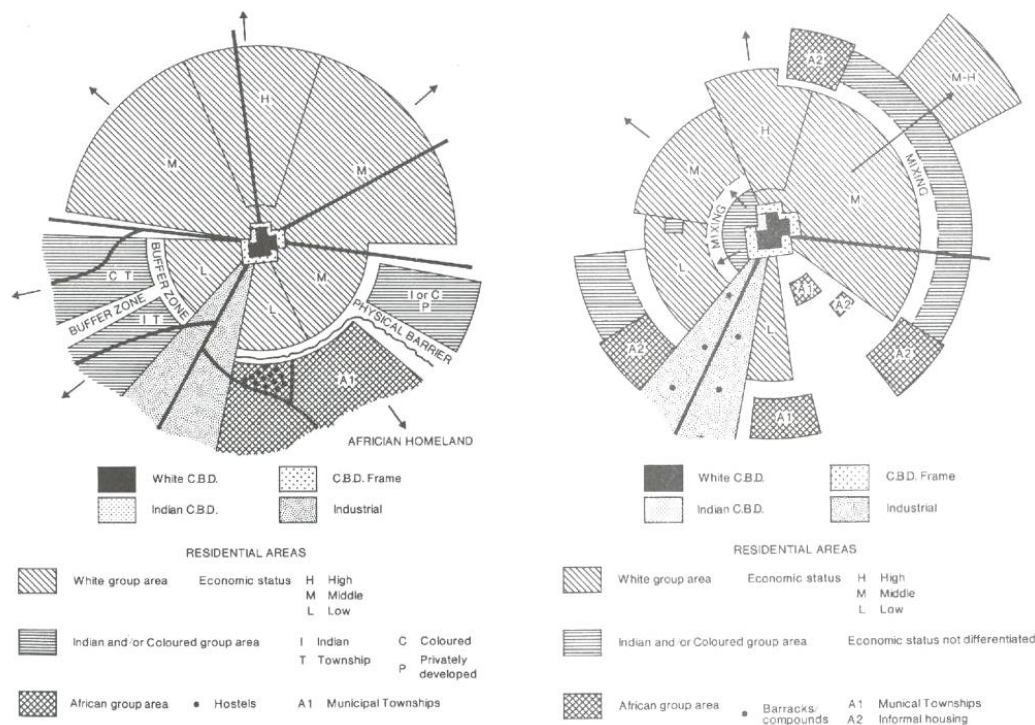 H
M
M
L
M
L
C T
I T
BUFFER ZONE
BUFFER ZONE
I or C
P
PHYSICAL BARRIER
A1
AFRICIAN HOMELAND
White C.B.D.
C.B.D. Frame
Indian C.B.D.
Industrial
RESIDENTIAL AREAS
White group area Economic status H High
M Middle
L Low
Indian and/or Coloured group area I Indian C Coloured
T Township P Privately
developed
African group area Hostels A1 Municipal Townships
A2
M-H
H
M
MIXING
M
MIXING
L
A1
A2
L
A2
A2
A1
White C.B.D.
C.B.D. Frame
Indian C.B.D.
Industrial
RESIDENTIAL AREAS
White group area Economic status H High
M Middle
L Low
Indian and/or Coloured group area Economic status not differentiated
African group area Barracks/
compounds A1 Munical Townships
A2 Informal housing